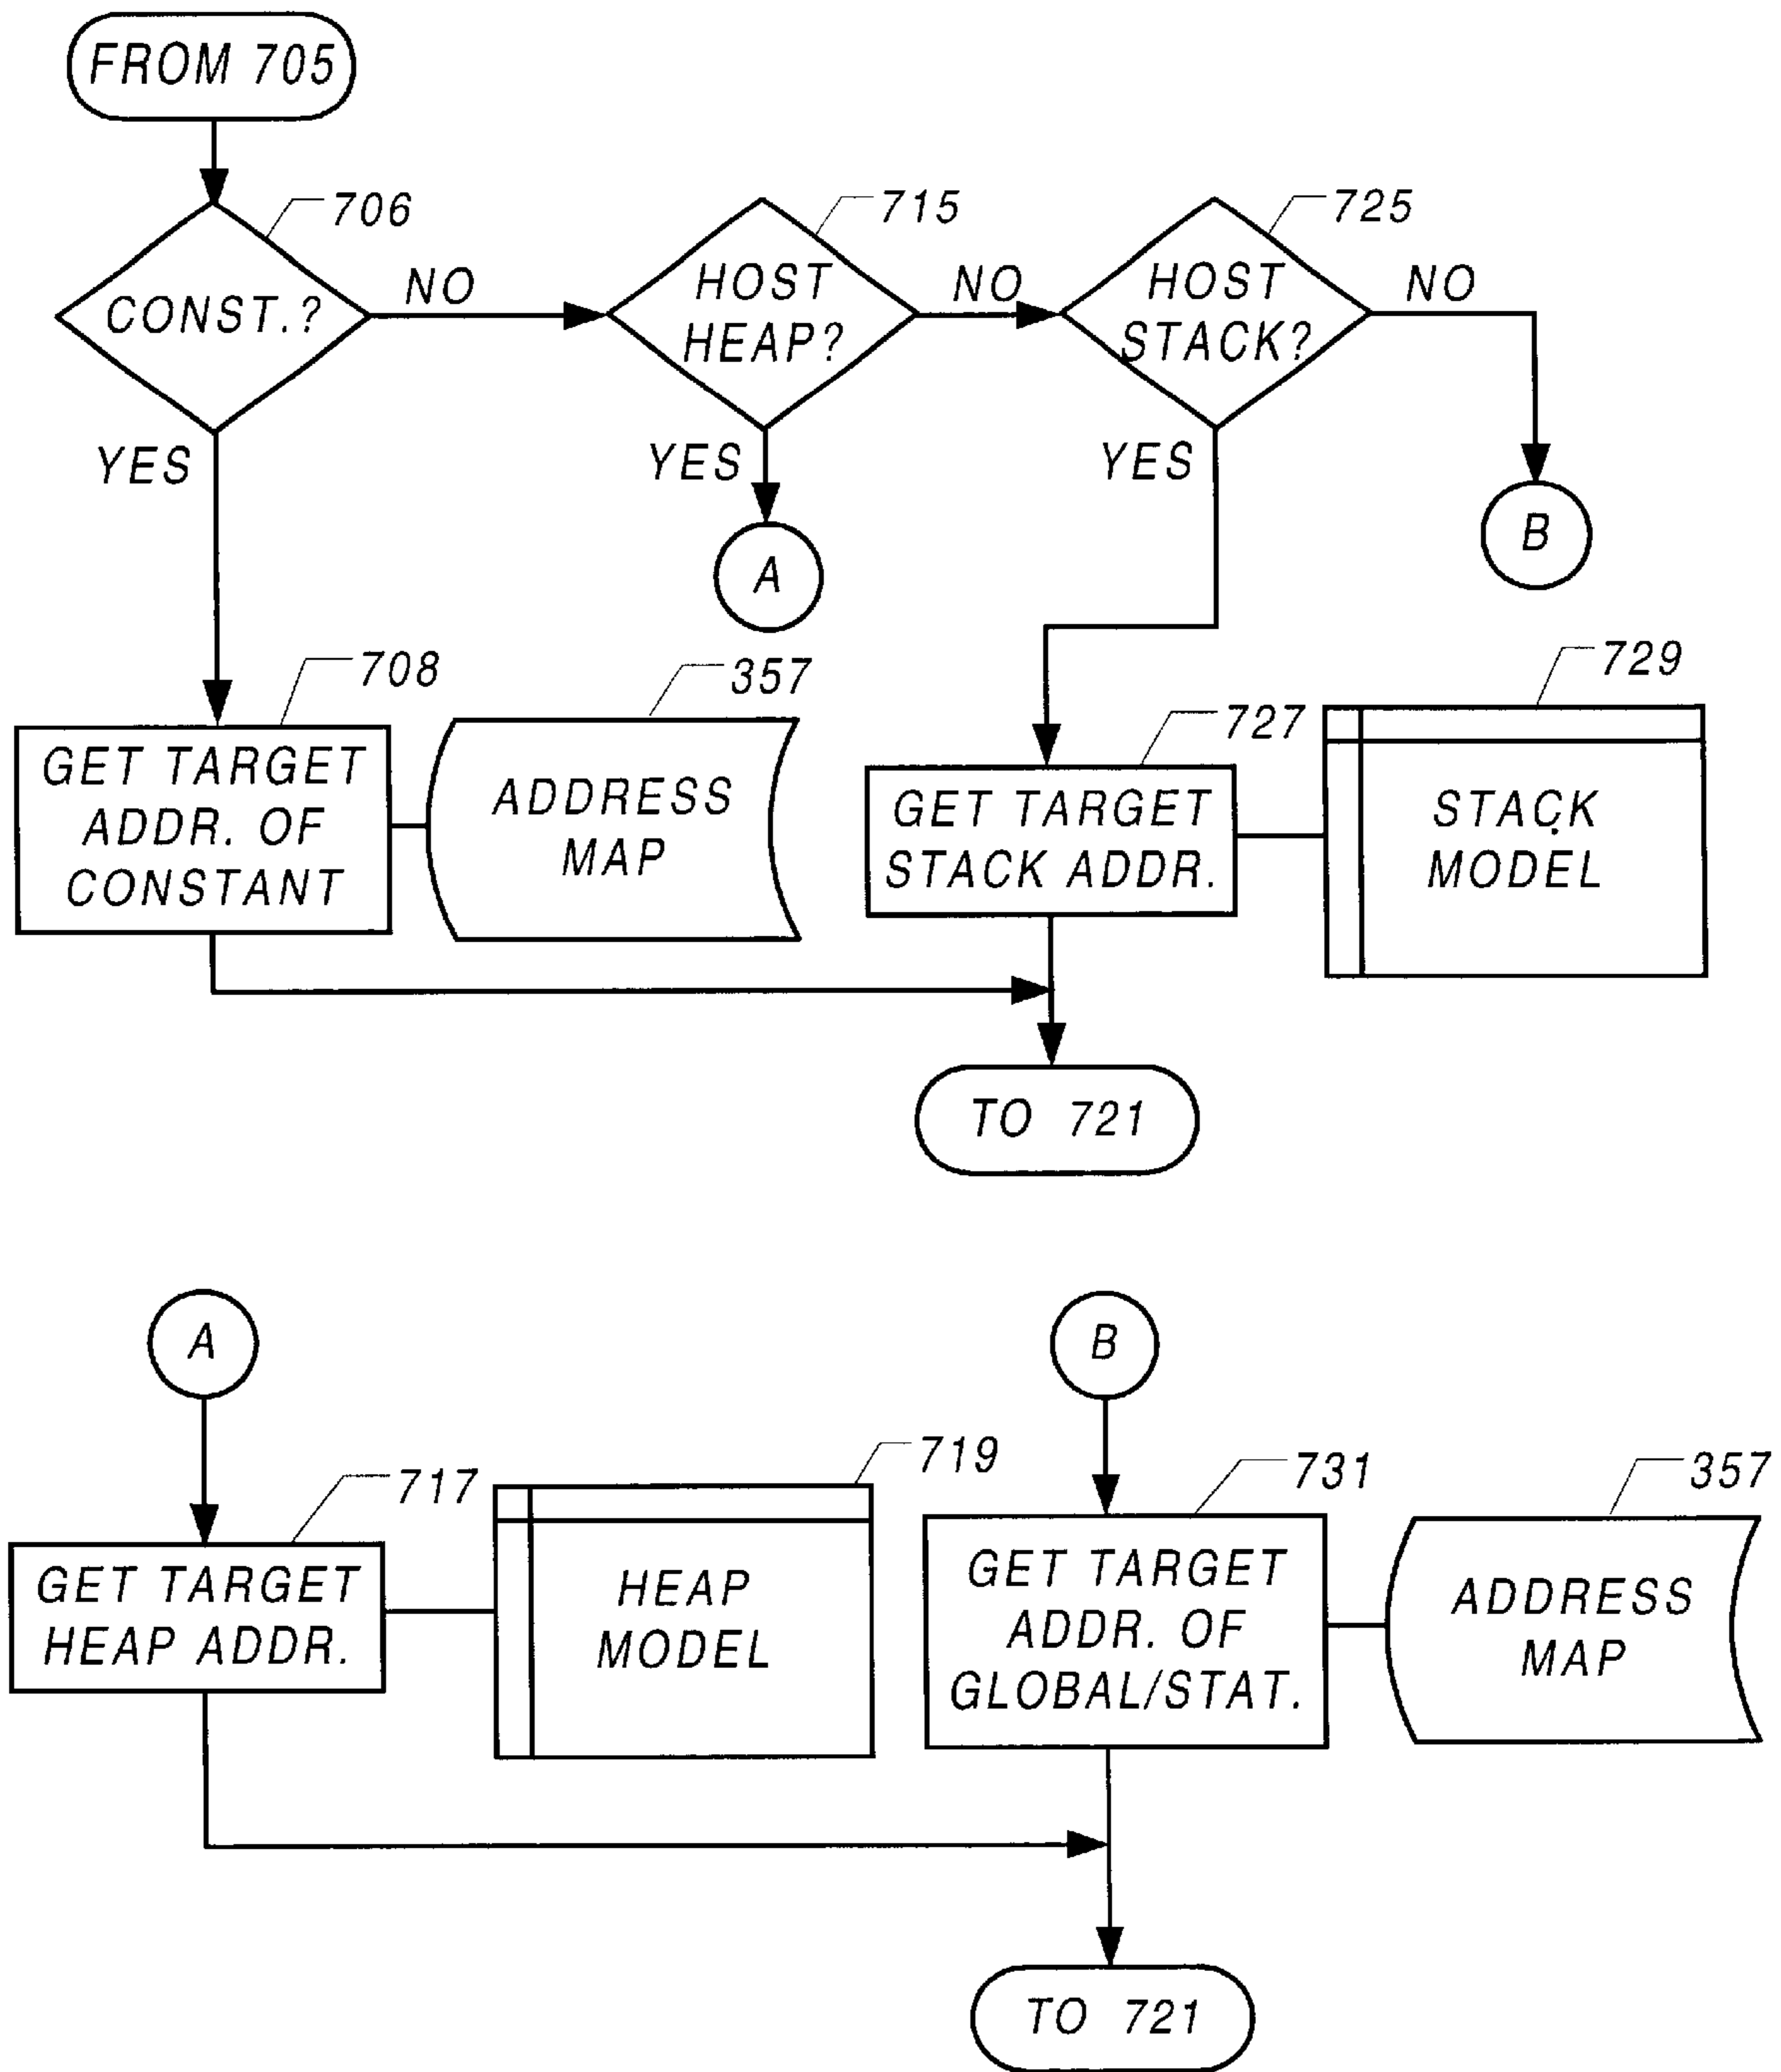 FROM 705
706
715
725
CONST.?
NO
HOST
HEAP?
NO
HOST
STACK?
NO
YES
YES
YES
A
B
708
357
727
729
GET TARGET
ADDR. OF
CONSTANT
ADDRESS
MAP
GET TARGET
STACK ADDR.
STACK
MODEL
TO 721
A
B
717
719
731
357
GET TARGET
HEAP ADDR.
HEAP
MODEL
GET TARGET
ADDR. OF
GLOBAL/STAT.
ADDRESS
MAP
TO 721